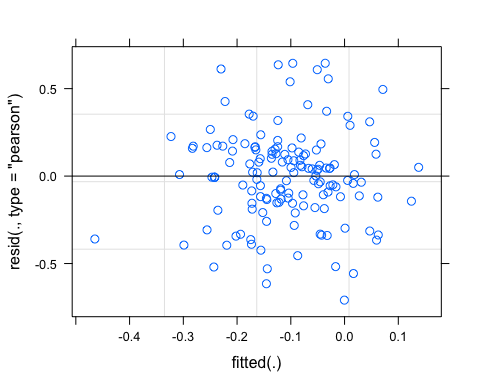 resid(., type = "pearson")
0.5
0.0
-0.5
-0.4 -0.3 -0.2 -0.1 0.0 0.1
fitted(.)